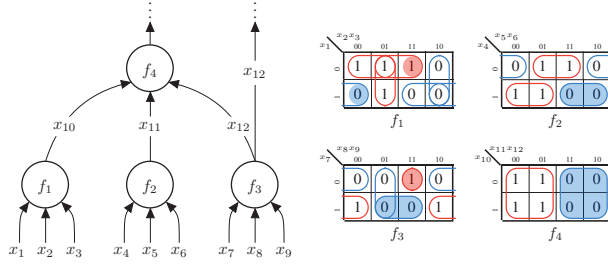 ⋮ ⋮
f₄
x₁₂
x₁₀ x₁₁ x₁₂
f₁ f₂ f₃
x₁ x₂ x₃ x₄ x₅ x₆ x₇ x₈ x₉
x₁ x₂x₃
00 01 11 10
0 1 1 1 0
1 0 1 0 0
f₁
x₄ x₅x₆
00 01 11 10
0 0 1 1 0
1 1 1 0 0
f₂
x₇ x₈x₉
00 01 11 10
0 0 0 1 0
1 1 0 0 1
f₃
x₁₀ x₁₁x₁₂
00 01 11 10
0 1 1 0 0
1 1 1 0 0
f₄